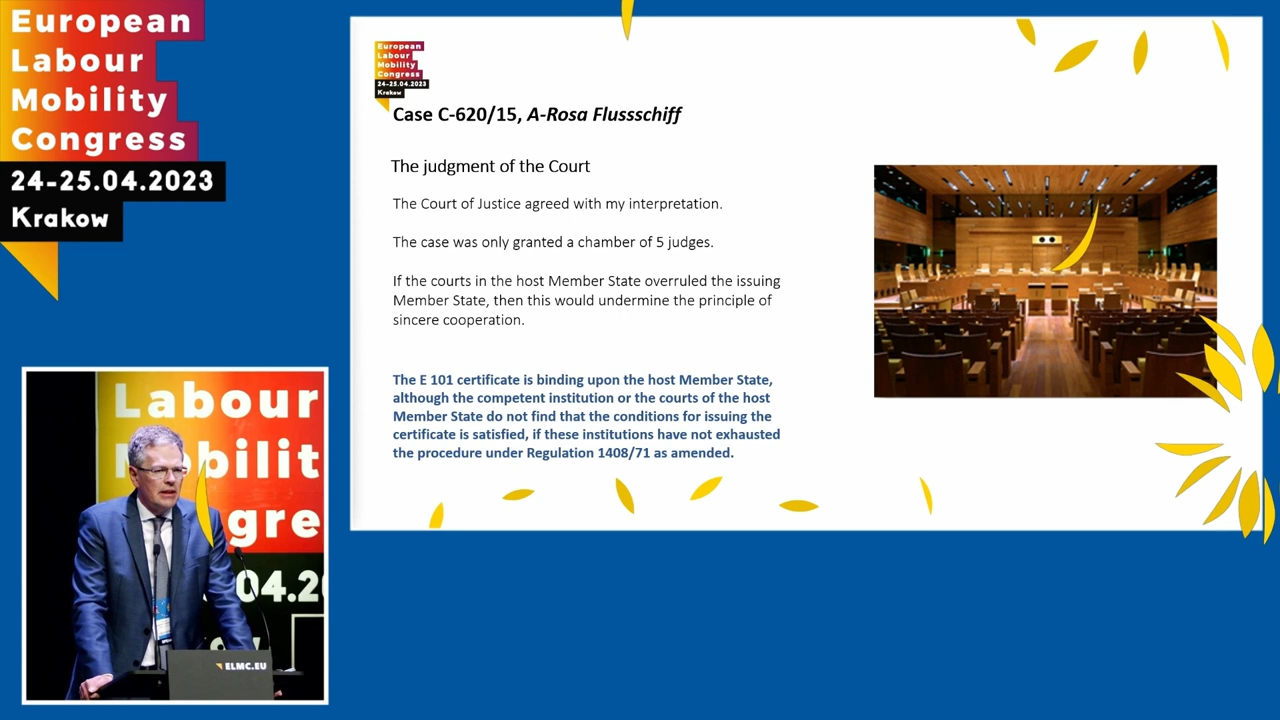 European
Labour
Mobility
Congress
24-25.04.2023
Krakow
European
Labour
Mobility
Congress
24-25.04.2023
Krakow
Case C-620/15, A-Rosa Flussschiff
The judgment of the Court
The Court of Justice agreed with my interpretation.
The case was only granted a chamber of 5 judges.
If the courts in the host Member State overruled the issuing
Member State, then this would undermine the principle of
sincere cooperation.
The E 101 certificate is binding upon the host Member State,
although the competent institution or the courts of the host
Member State do not find that the conditions for issuing the
certificate is satisfied, if these institutions have not exhausted
the procedure under Regulation 1408/71 as amended.
Labour
ELMC.EU